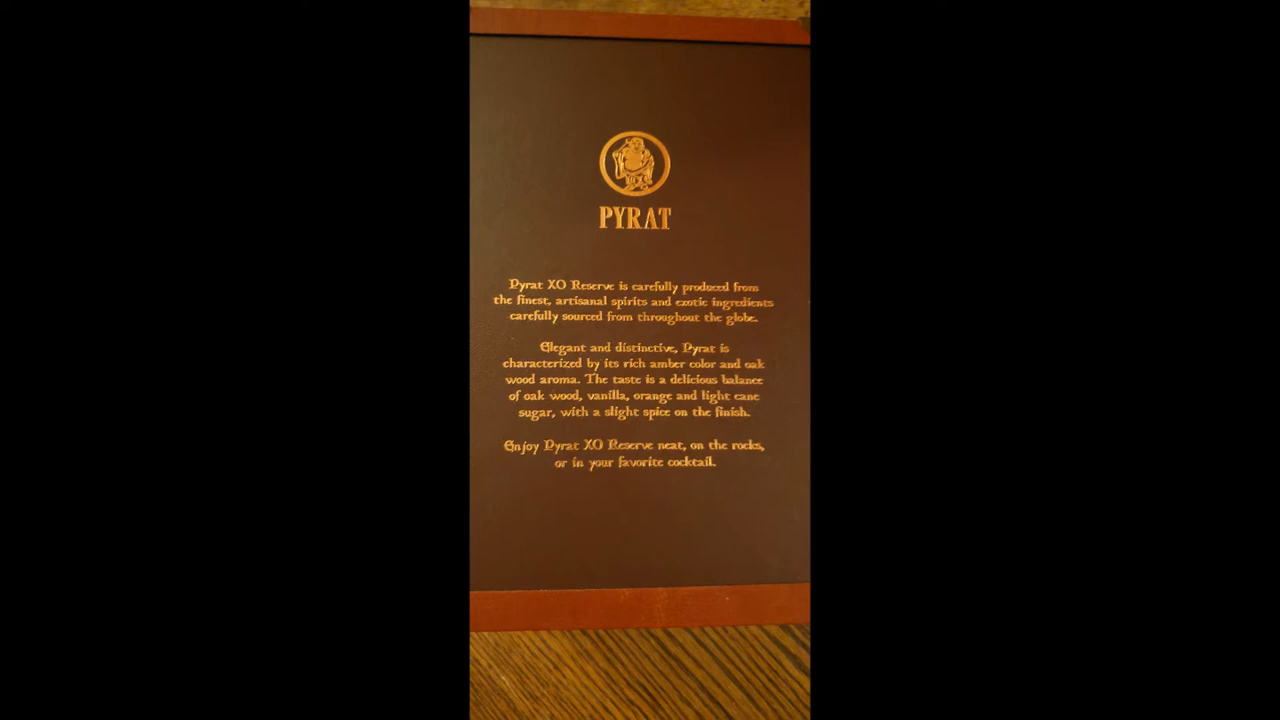 PYRAT
Pyrat XO Reserve is carefully produced from
the finest, artisanal spirits and exotic ingredients
carefully sourced from throughout the globe.
Elegant and distinctive, Pyrat is
characterized by its rich amber color and oak
wood aroma. The taste is a delicious balance
of oak wood, vanilla, orange and light cane
sugar, with a slight spice on the finish.
Enjoy Pyrat XO Reserve neat, on the rocks,
or in your favorite cocktail.